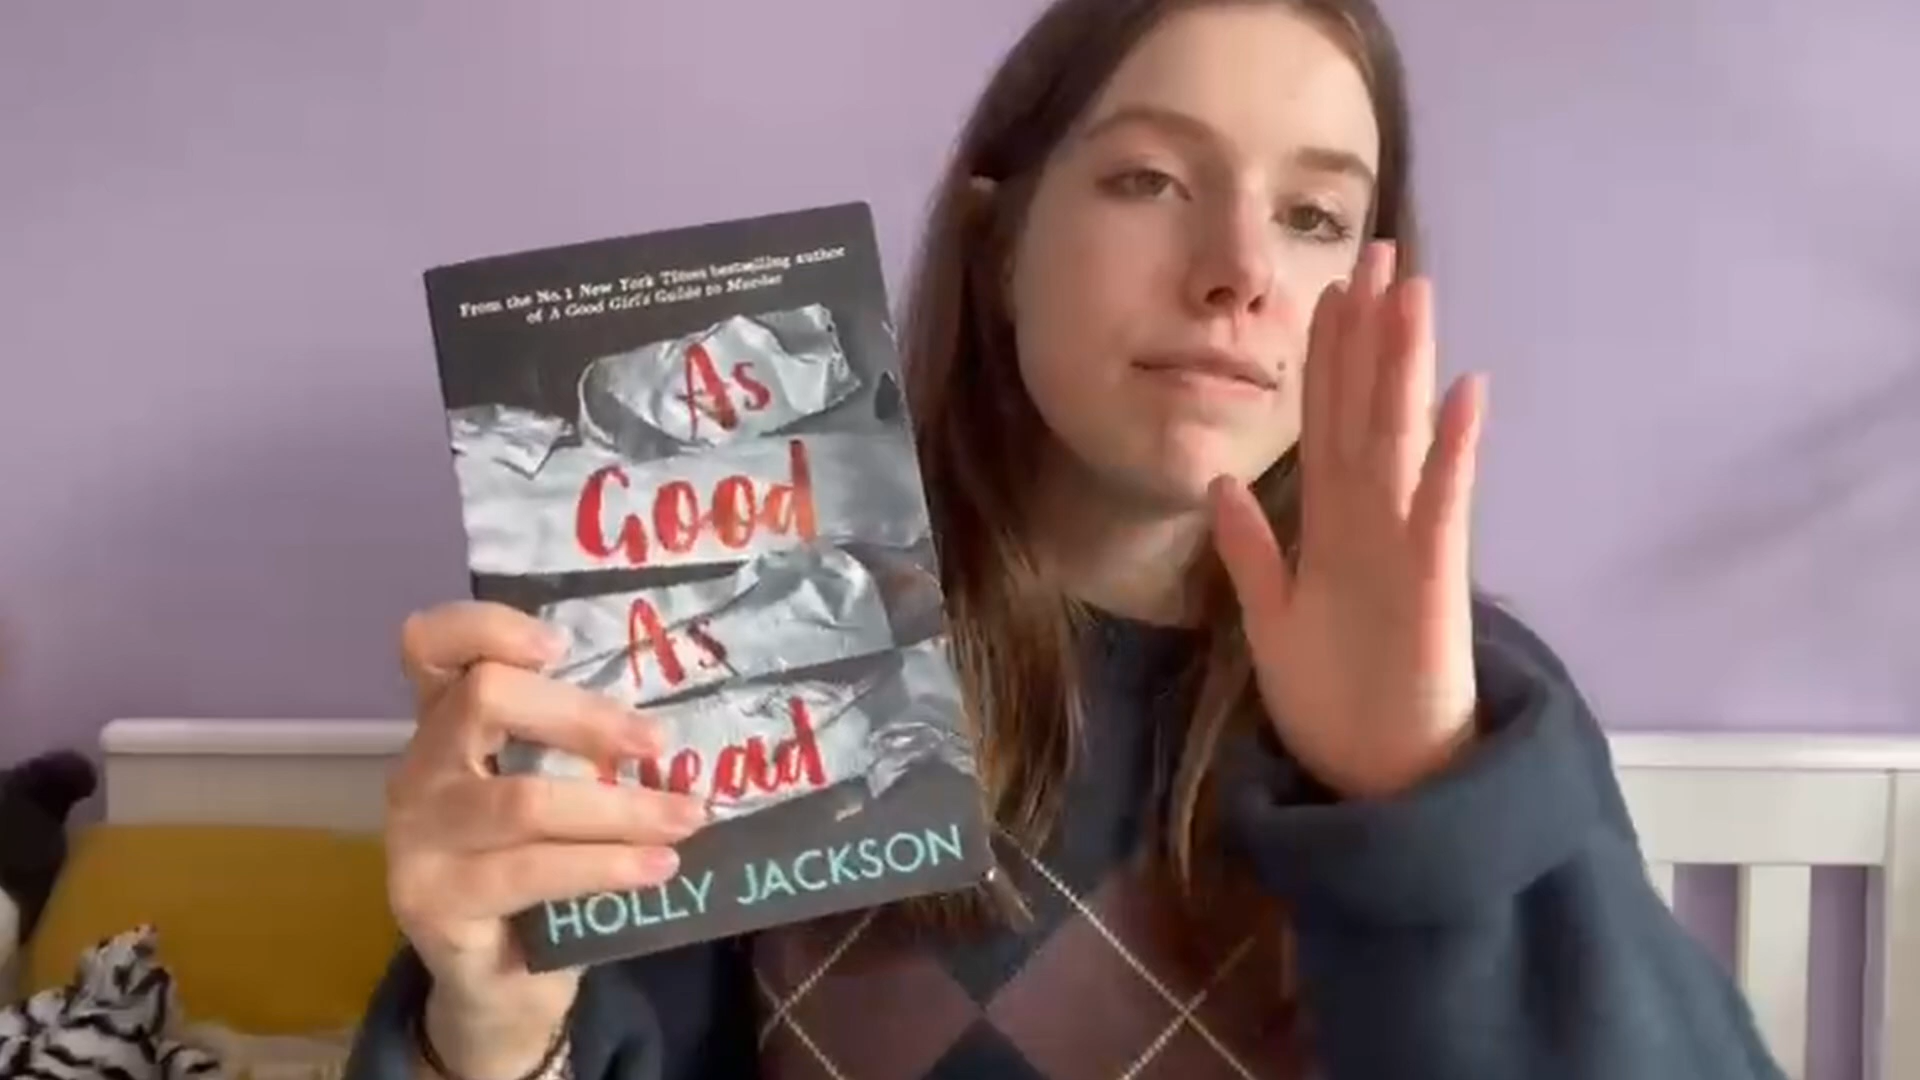 From the No. 1 New York Times bestselling author
of A Good Girl's Guide to Murder
As
Good
As
Dead
HOLLY JACKSON